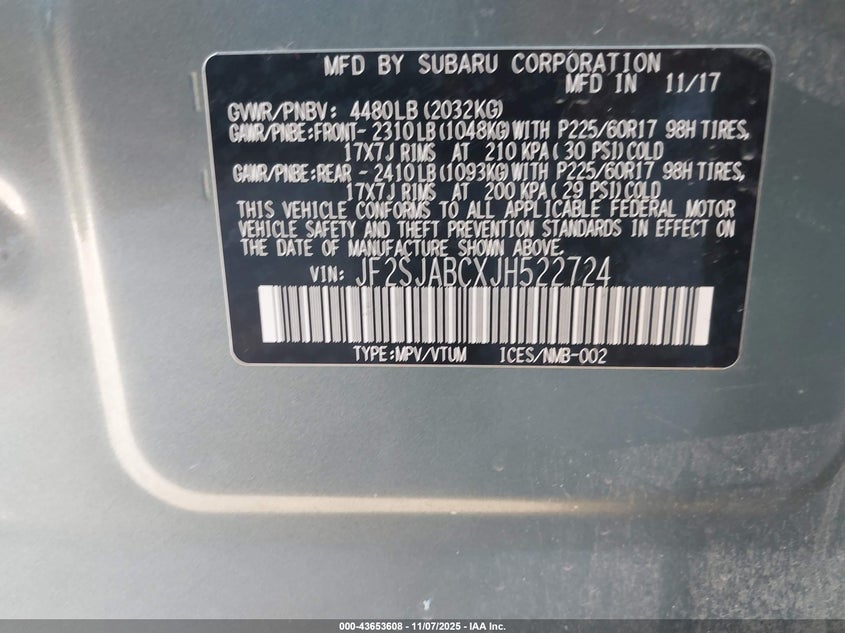 MFD BY SUBARU CORPORATION
MFD IN 11/17
GVWR/PNBV: 4480LB (2032KG)
GAWR/PNBE:FRONT- 2310 LB (1048KG) WITH P225/60R17 98H TIRES,
17X7J RIMS AT 210 KPA ( 30 PSI) COLD
GAWR/PNBE:REAR - 2410 LB (1093KG) WITH P225/60R17 98H TIRES,
17X7J RIMS AT 200 KPA ( 29 PSI) COLD
THIS VEHICLE CONFORMS TO ALL APPLICABLE FEDERAL MOTOR
VEHICLE SAFETY AND THEFT PREVENTION STANDARDS IN EFFECT ON
THE DATE OF MANUFACTURE SHOWN ABOVE.
VIN: JF2SJABCXJH522724
TYPE:MPV/VTUM ICES/NMB-002
000-43653608 - 11/07/2025 - IAA Inc.